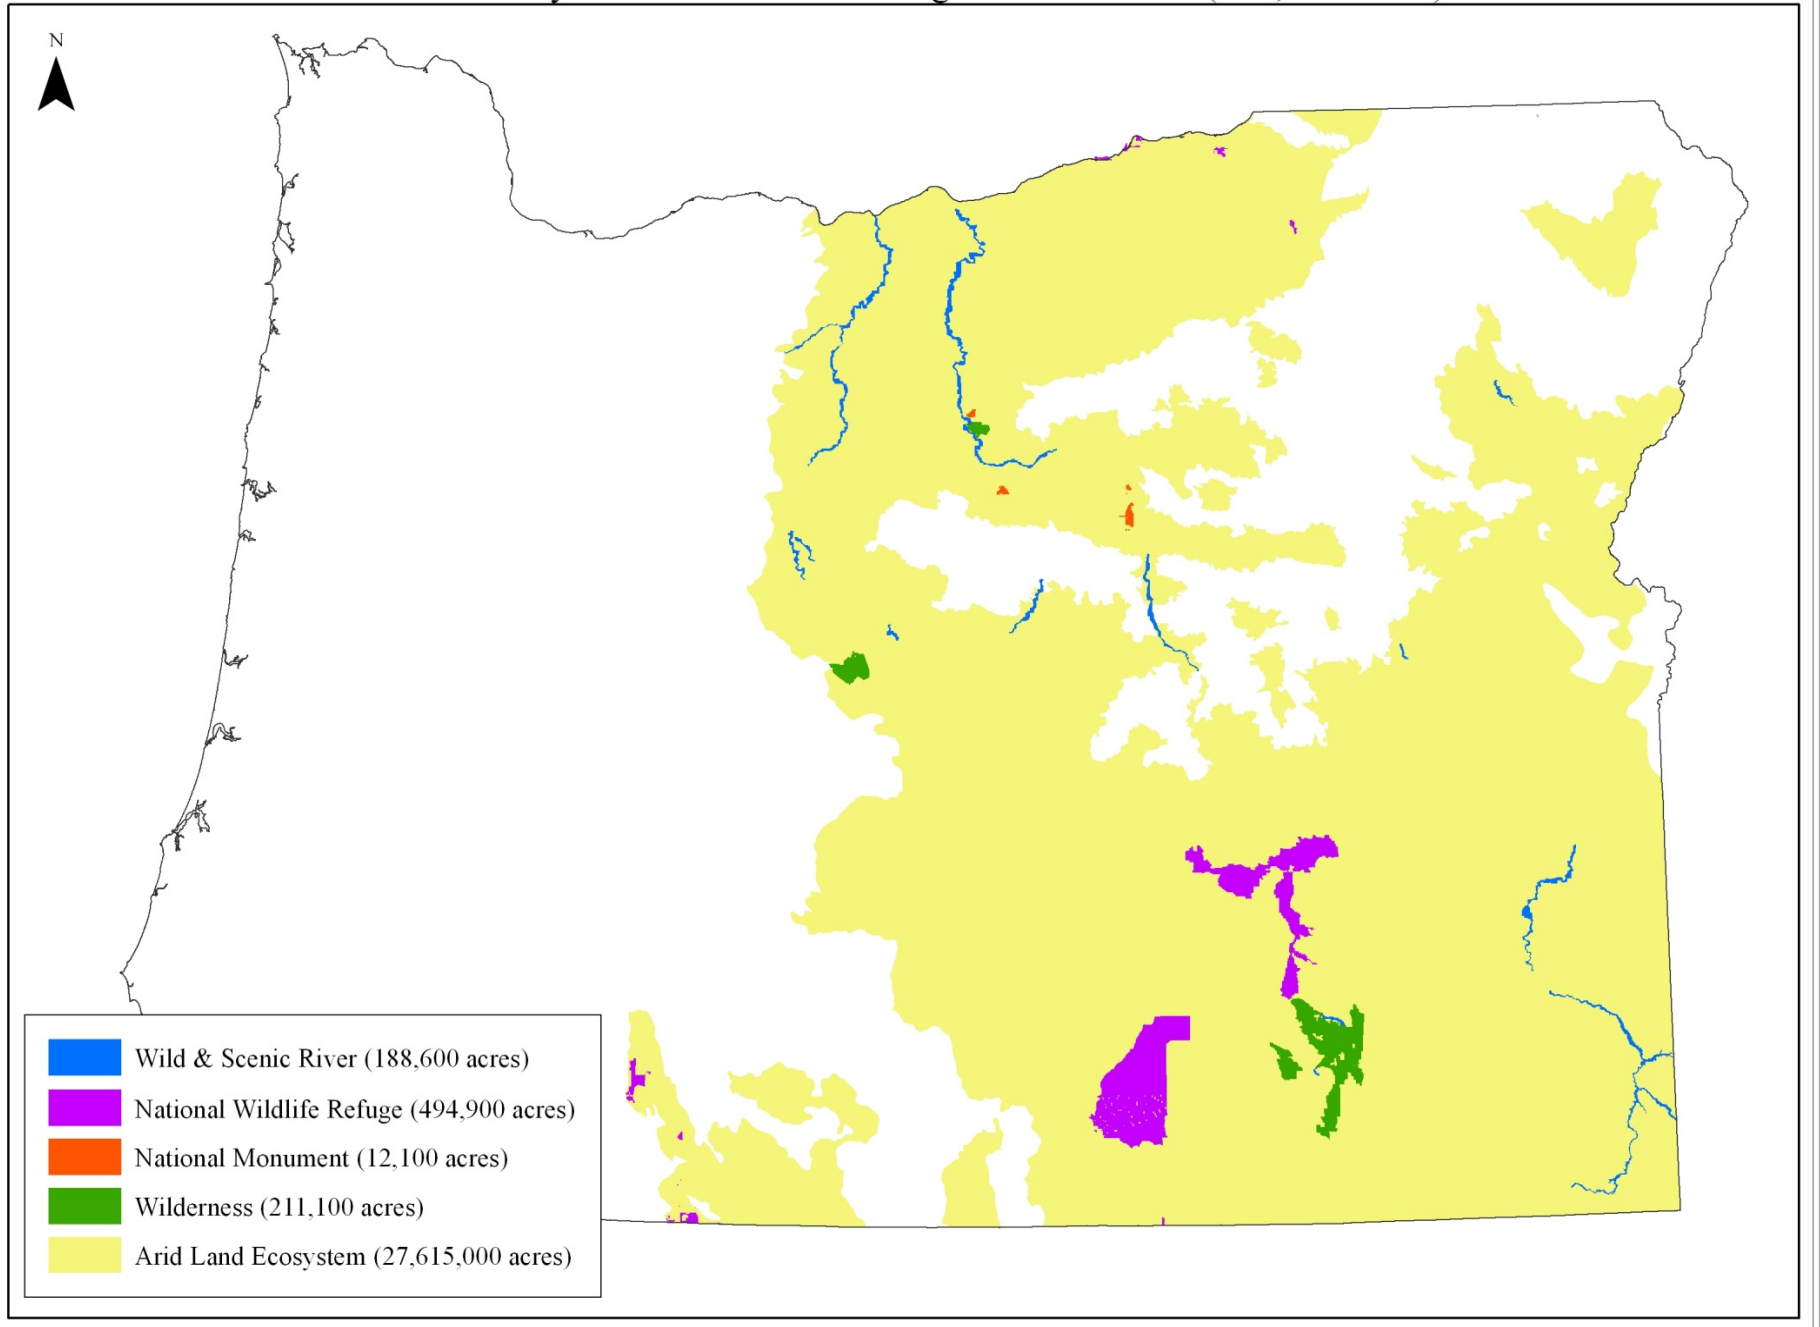 N
Wild & Scenic River (188,600 acres)
National Wildlife Refuge (494,900 acres)
National Monument (12,100 acres)
Wilderness (211,100 acres)
Arid Land Ecosystem (27,615,000 acres)